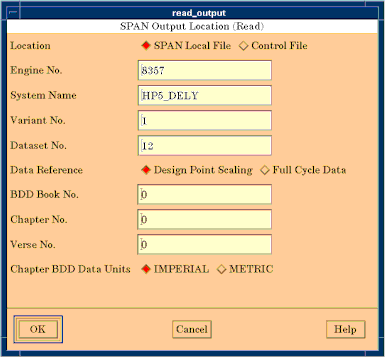 read_output
SPAN Output Location (Read)
Location SPAN Local File Control File
Engine No. 8357
System Name HP5_DELY
Variant No. 1
Dataset No. 12
Data Reference Design Point Scaling Full Cycle Data
BDD Book No. 0
Chapter No. 0
Verse No. 0
Chapter BDD Data Units IMPERIAL METRIC
OK Cancel Help